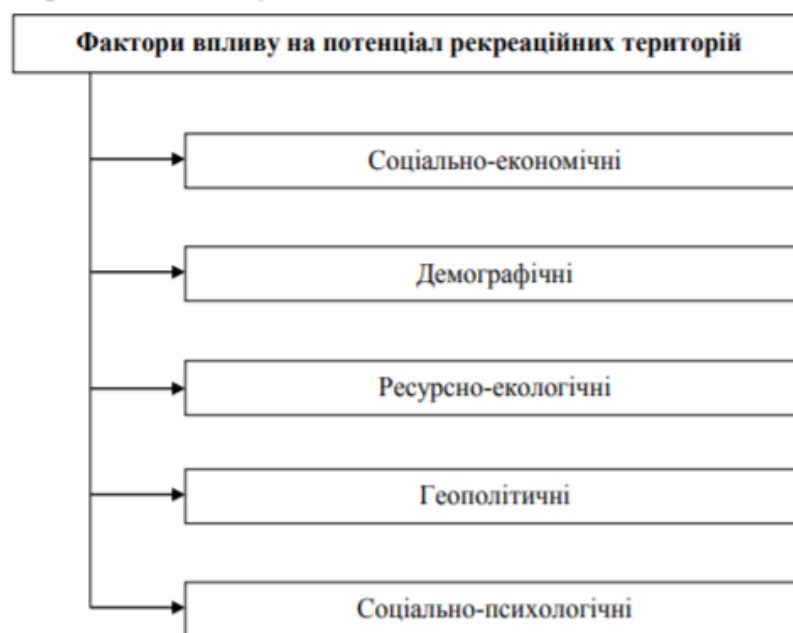 Фактори впливу на потенціал рекреаційних територій
Соціально-економічні
Демографічні
Ресурсно-екологічні
Геополітичні
Соціально-психологічні